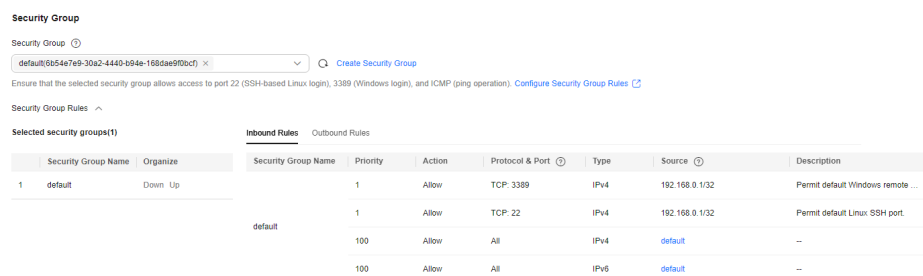 Security Group
Security Group
default(6b54e7e9-30a2-4440-b94e-168dae9f0bcf) ×
Create Security Group
Ensure that the selected security group allows access to port 22 (SSH-based Linux login), 3389 (Windows login), and ICMP (ping operation). Configure Security Group Rules
Security Group Rules
Selected security groups(1)
Inbound Rules Outbound Rules
Security Group Name Organize
1 default Down Up
Security Group Name Priority Action Protocol & Port Type Source Description
default
1 Allow TCP: 3389 IPv4 192.168.0.1/32 Permit default Windows remote ...
1 Allow TCP: 22 IPv4 192.168.0.1/32 Permit default Linux SSH port.
100 Allow All IPv4 default --
100 Allow All IPv6 default --